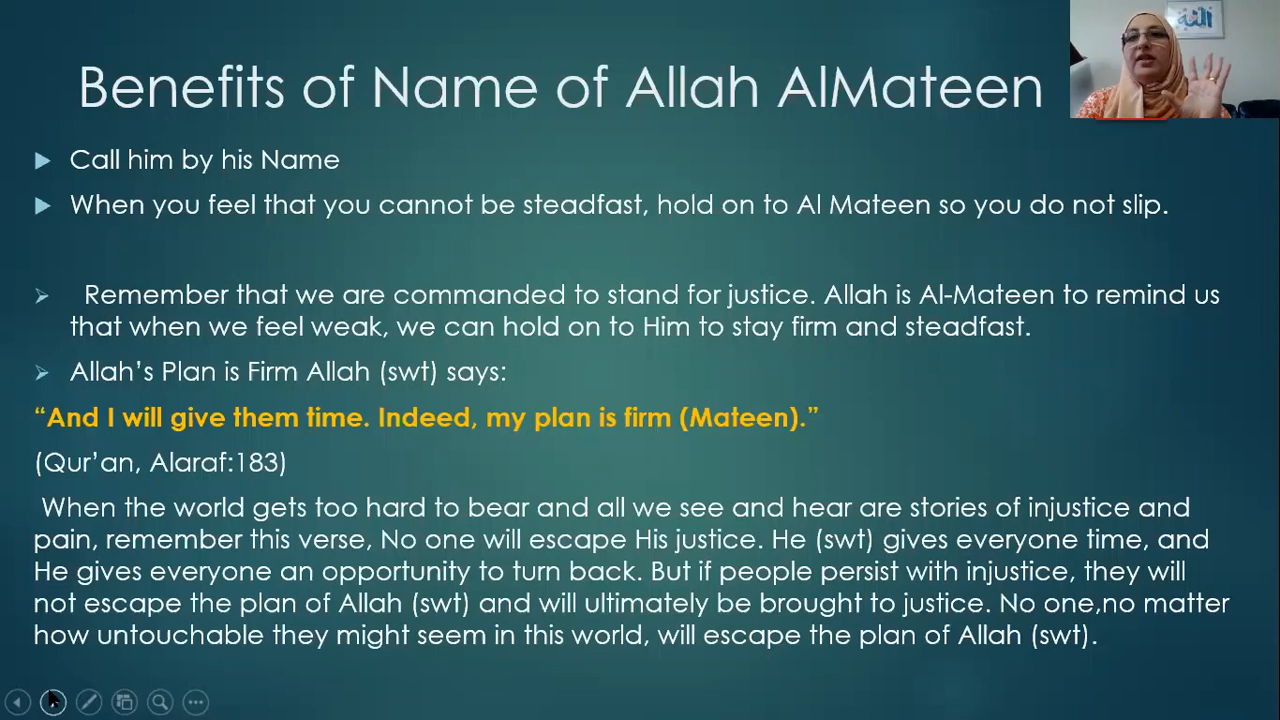 Benefits of Name of Allah AlMateen
Call him by his Name
When you feel that you cannot be steadfast, hold on to Al Mateen so you do not slip.
Remember that we are commanded to stand for justice. Allah is Al-Mateen to remind us
that when we feel weak, we can hold on to Him to stay firm and steadfast.
Allah’s Plan is Firm Allah (swt) says:
“And I will give them time. Indeed, my plan is firm (Mateen).”
(Qur’an, Alaraf:183)
When the world gets too hard to bear and all we see and hear are stories of injustice and
pain, remember this verse, No one will escape His justice. He (swt) gives everyone time, and
He gives everyone an opportunity to turn back. But if people persist with injustice, they will
not escape the plan of Allah (swt) and will ultimately be brought to justice. No one,no matter
how untouchable they might seem in this world, will escape the plan of Allah (swt).